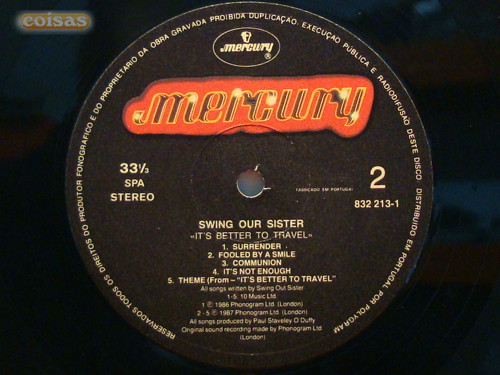 coisas
RESERVADOS TODOS OS DIREITOS DO PRODUTOR FONOGRAFICO E DO PROPRIETARIO DA OBRA GRAVADA PROIBIDA DUPLICAÇÃO, EXECUÇÃO PÚBLICA E RADIODIFUSÃO DESTE DISCO DISTRIBUIDO EM PORTUGAL POR POLYGRAM
mercury
®
mercury
33⅓
SPA
STEREO
FABRICADO EM PORTUGAL
2
832 213-1
SWING OUR SISTER
«IT'S BETTER TO TRAVEL»
1. SURRENDER
2. FOOLED BY A SMILE
3. COMMUNION
4. IT'S NOT ENOUGH
5. THEME (From – "IT'S BETTER TO TRAVEL"
All songs written by Swing Out Sister
1-5: 10 Music Ltd
1 ℗ 1986 Phonogram Ltd (London)
2 - 5 ℗ 1987 Phonogram Ltd. (London)
All songs produced by Paul Staveley O Duffy
Original sound recording made by Phonogram Ltd
(London)